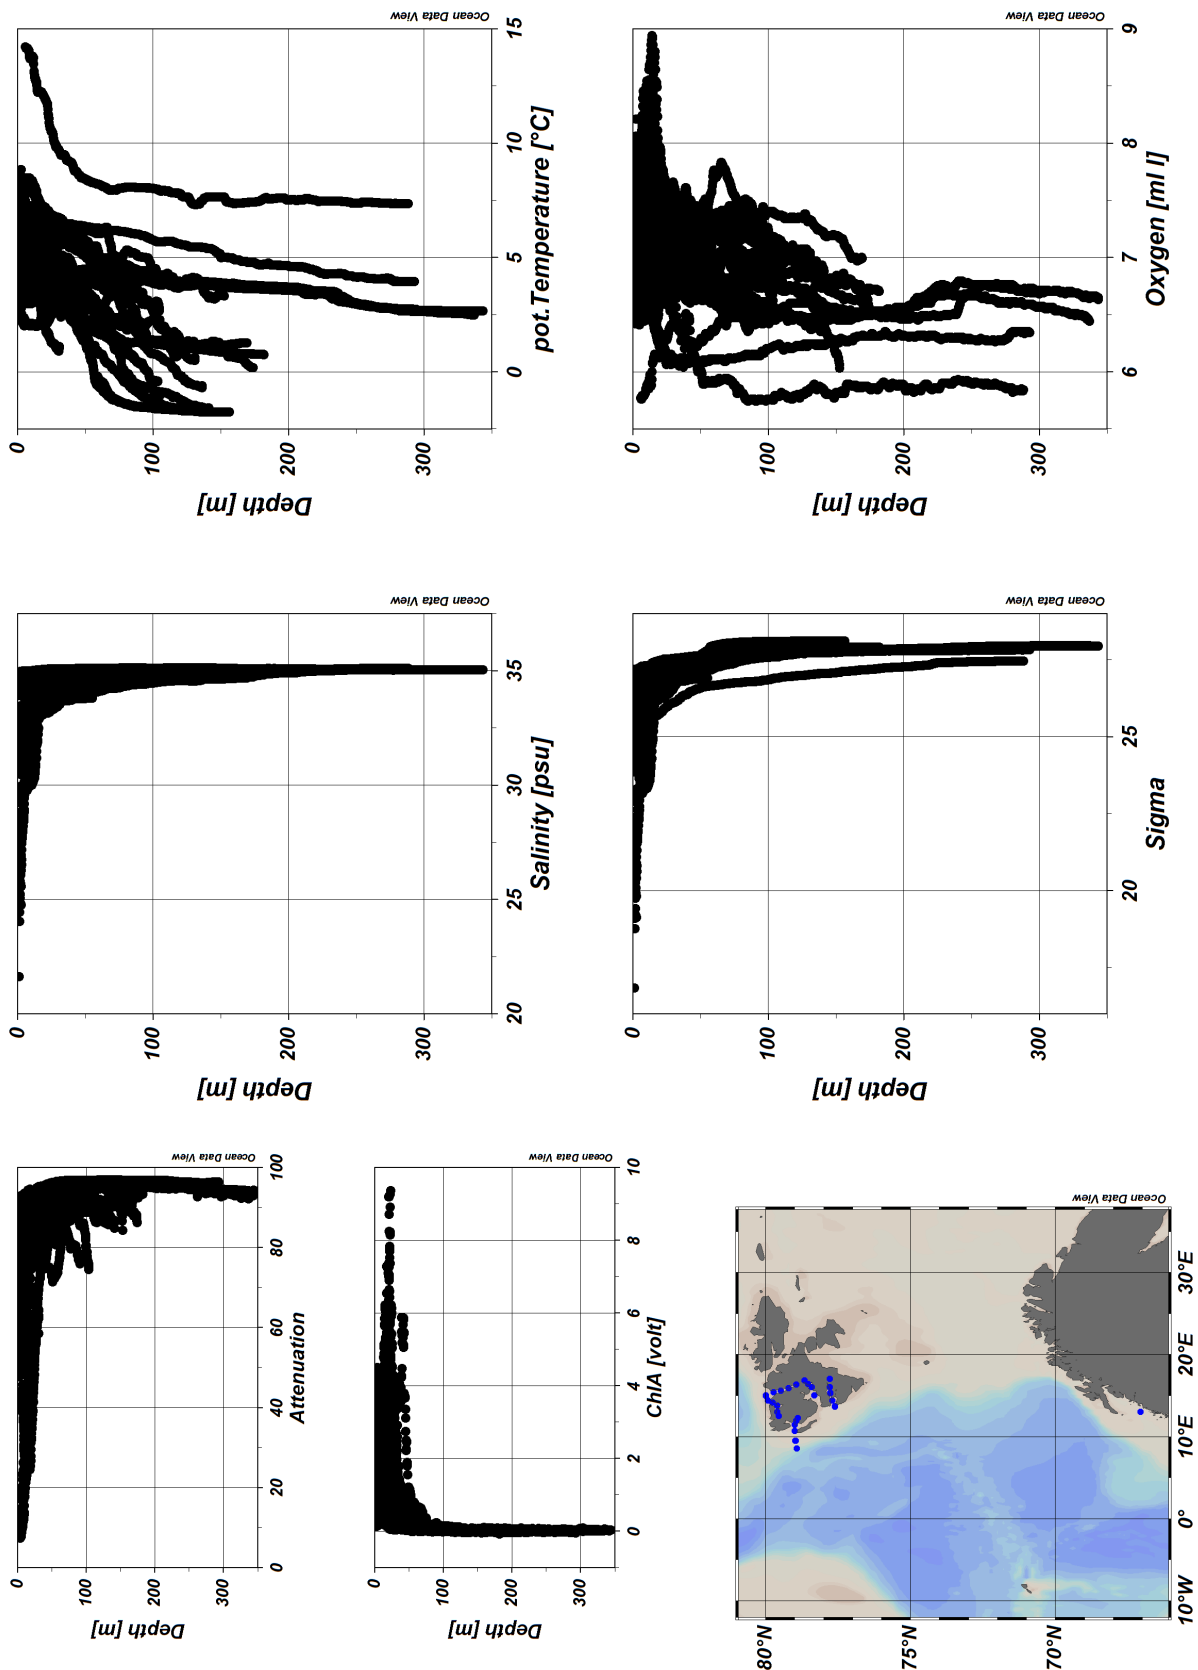 Ocean Data View
0
100
200
300
Depth [m]
0
20
40
60
80
100
Attenuation
Ocean Data View
0
100
200
300
Depth [m]
20
25
30
35
Salinity [psu]
Ocean Data View
0
100
200
300
Depth [m]
0
5
10
15
pot.Temperature [°C]
Ocean Data View
0
100
200
300
Depth [m]
0
2
4
6
8
10
ChlA [volt]
Ocean Data View
80°N
75°N
70°N
10°W
0°
10°E
20°E
30°E
Ocean Data View
0
100
200
300
Depth [m]
20
25
Sigma
Ocean Data View
0
100
200
300
Depth [m]
6
7
8
9
Oxygen [ml l]